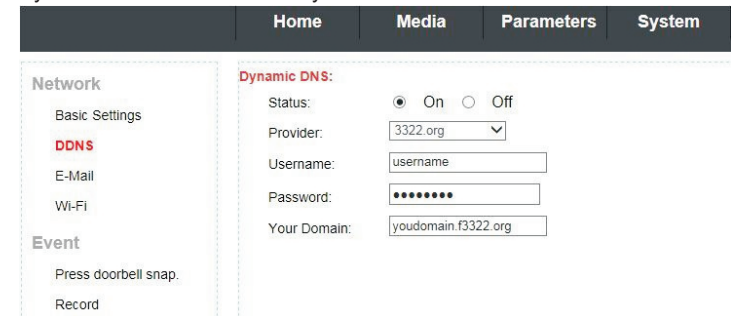 Home Media Parameters System
Network
Basic Settings
DDNS
E-Mail
Wi-Fi
Event
Press doorbell snap.
Record
Dynamic DNS:
Status: On Off
Provider: 3322.org
Username: username
Password: ••••••••
Your Domain: youdomain.f3322.org